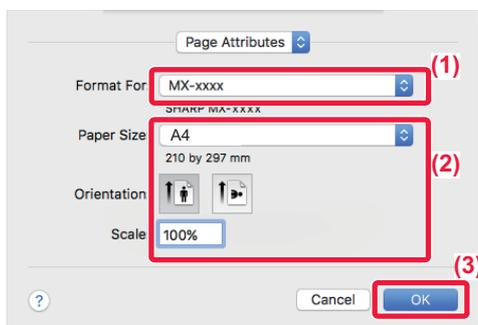 Page Attributes
(1)
Format For: MX-xxxx
SHARP MX-xxxx
Paper Size: A4
210 by 297 mm
(2)
Orientation:
Scale: 100%
(3)
? Cancel OK